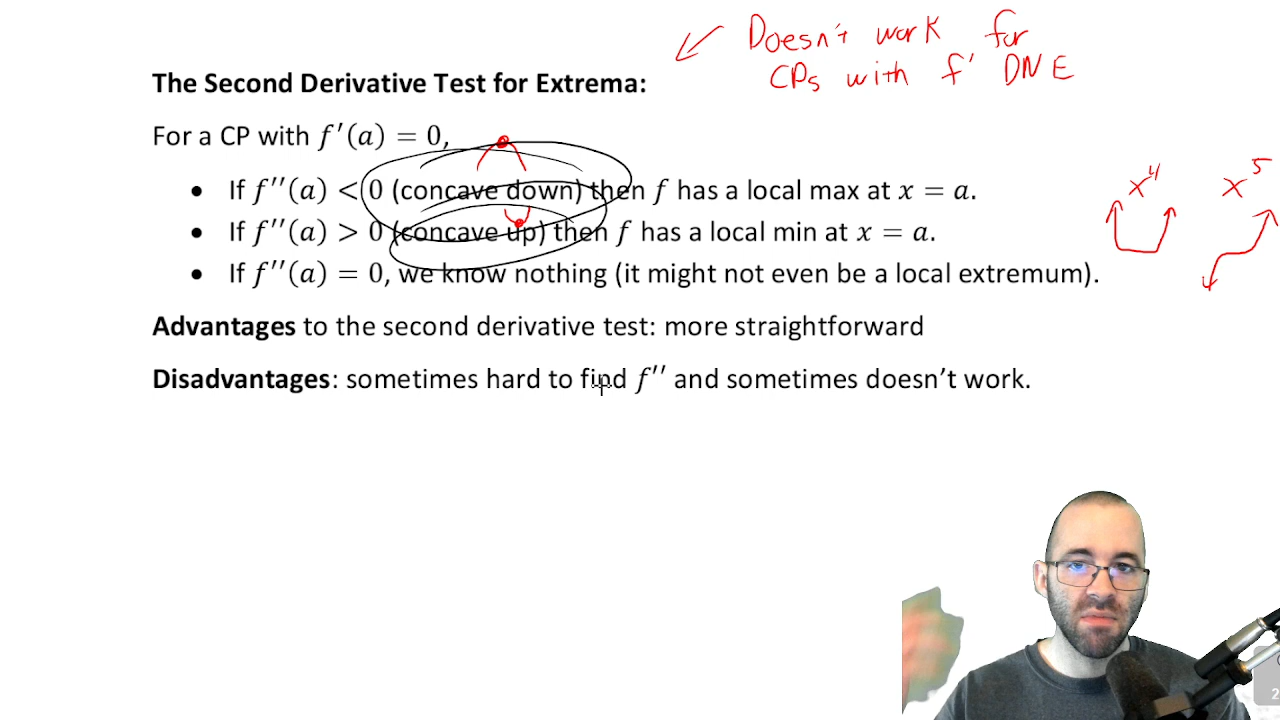 Doesn't work for
CPs with f' DNE
The Second Derivative Test for Extrema:
For a CP with f′(a) = 0,
• If f′′(a) < 0 (concave down) then f has a local max at x = a.
x⁴ x⁵
• If f′′(a) > 0 (concave up) then f has a local min at x = a.
• If f′′(a) = 0, we know nothing (it might not even be a local extremum).
Advantages to the second derivative test: more straightforward
Disadvantages: sometimes hard to find f′′ and sometimes doesn’t work.